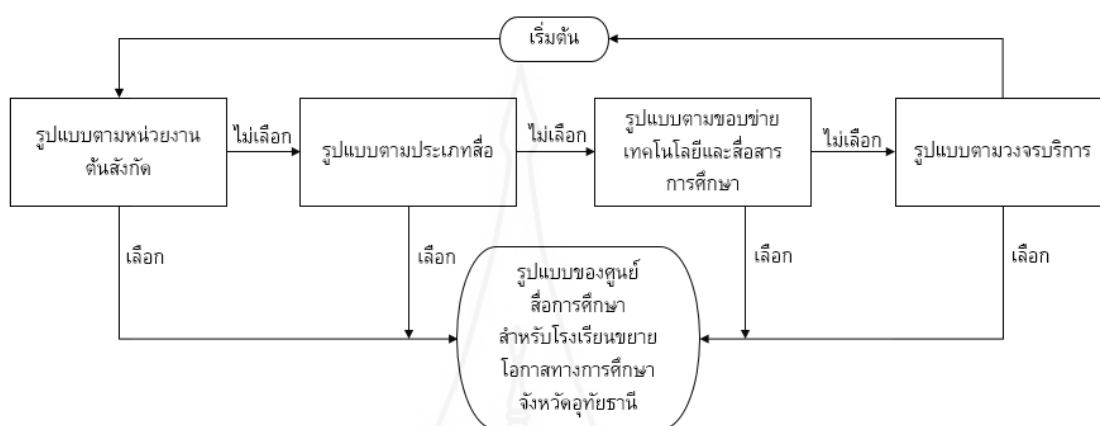 เริ่มต้น
รูปแบบตามหน่วยงาน
ต้นสังกัด
ไม่เลือก
รูปแบบตามประเภทสื่อ
ไม่เลือก
รูปแบบตามขอบข่าย
เทคโนโลยีและสื่อสาร
การศึกษา
ไม่เลือก
รูปแบบตามวงจรบริการ
เลือก
เลือก
เลือก
เลือก
รูปแบบของศูนย์
สื่อการศึกษา
สำหรับโรงเรียนขยาย
โอกาสทางการศึกษา
จังหวัดอุทัยธานี